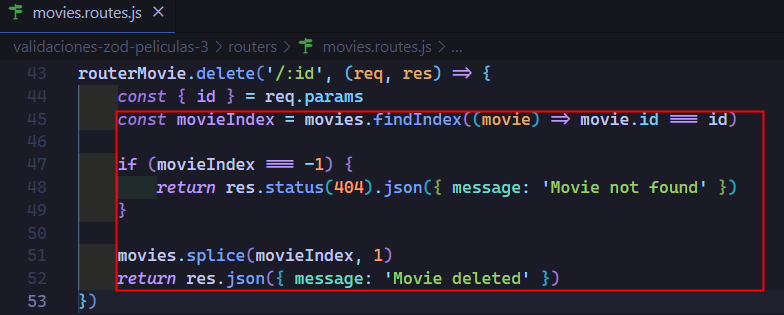 movies.routes.js ×
validaciones-zod-peliculas-3 > routers > movies.routes.js > ...
43 routerMovie.delete('/:id', (req, res) => {
44 const { id } = req.params
45 const movieIndex = movies.findIndex((movie) => movie.id === id)
46
47 if (movieIndex === -1) {
48 return res.status(404).json({ message: 'Movie not found' })
49 }
50
51 movies.splice(movieIndex, 1)
52 return res.json({ message: 'Movie deleted' })
53 })